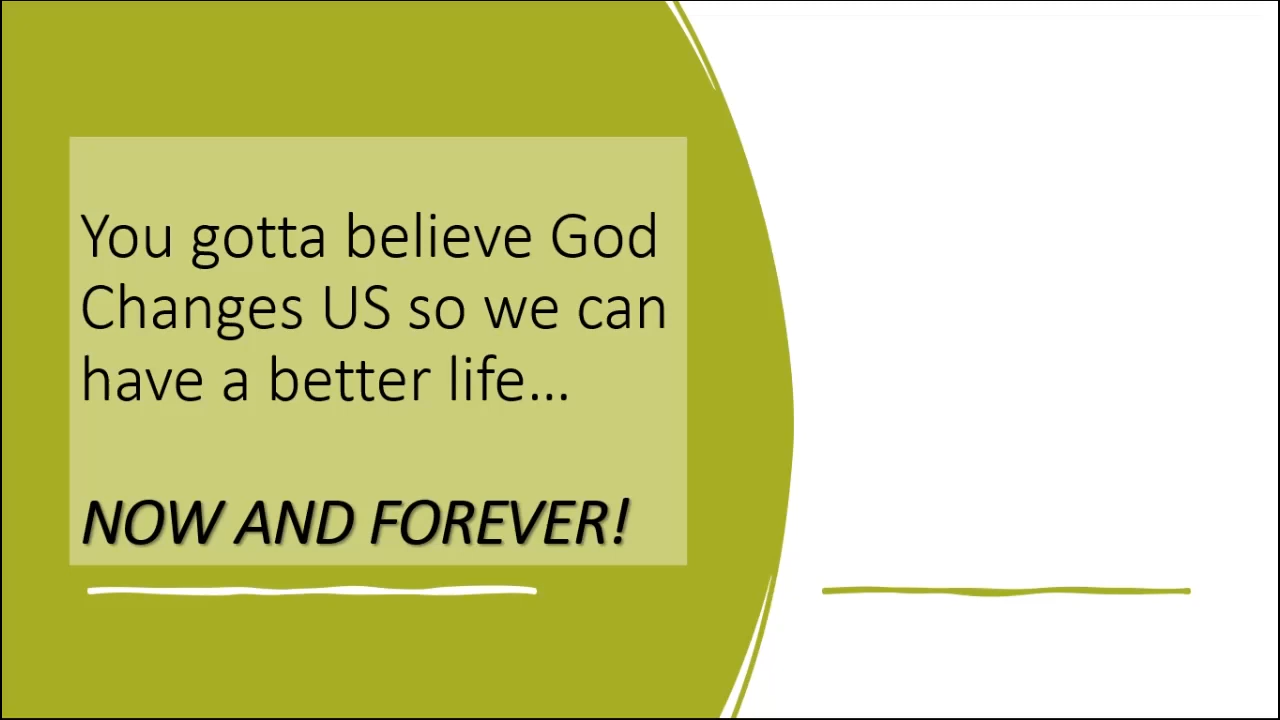 You gotta believe God
Changes US so we can
have a better life...
NOW AND FOREVER!